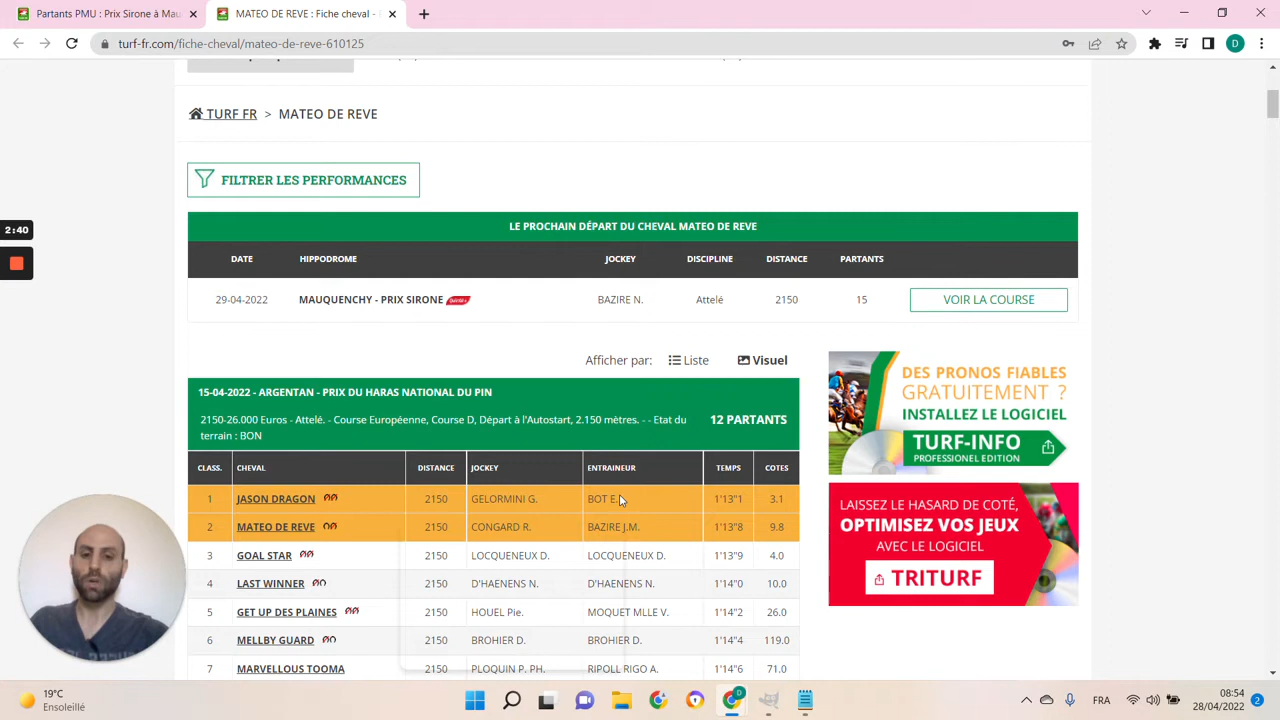 Partants PMU : Prix Sirone à Ma
MATEO DE REVE : Fiche cheval
turf-fr.com/fiche-cheval/mateo-de-reve-610125
D
TURF FR > MATEO DE REVE
FILTRER LES PERFORMANCES
2:40
LE PROCHAIN DÉPART DU CHEVAL MATEO DE REVE
DATE HIPPODROME JOCKEY DISCIPLINE DISTANCE PARTANTS
29-04-2022 MAUQUENCHY - PRIX SIRONE BAZIRE N. Attelé 2150 15 VOIR LA COURSE
Afficher par: Liste Visuel
15-04-2022 - ARGENTAN - PRIX DU HARAS NATIONAL DU PIN
2150-26.000 Euros - Attelé. - Course Européenne, Course D, Départ à l'Autostart, 2.150 mètres. - - Etat du
terrain : BON
12 PARTANTS
CLASS. CHEVAL DISTANCE JOCKEY ENTRAINEUR TEMPS COTES
1 JASON DRAGON 2150 GELORMINI G. BOT E. 1'13"1 3.1
2 MATEO DE REVE 2150 CONGARD R. BAZIRE J.M. 1'13"8 9.8
GOAL STAR 2150 LOCQUENEUX D. LOCQUENEUX D. 1'13"9 4.0
4 LAST WINNER 2150 D'HAENENS N. D'HAENENS N. 1'14"0 10.0
5 GET UP DES PLAINES 2150 HOUEL Pie. MOQUET MLLE V. 1'14"2 26.0
6 MELLBY GUARD 2150 BROHIER D. BROHIER D. 1'14"4 119.0
7 MARVELLOUS TOOMA 2150 PLOQUIN P. PH. RIPOLL RIGO A. 1'14"6 71.0
DES PRONOS FIABLES
GRATUITEMENT ?
INSTALLEZ LE LOGICIEL
TURF-INFO
PROFESSIONEL EDITION
LAISSEZ LE HASARD DE COTÉ,
OPTIMISEZ VOS JEUX
AVEC LE LOGICIEL
TRITURF
19°C
Ensoleillé
D
FRA
08:54
28/04/2022
2